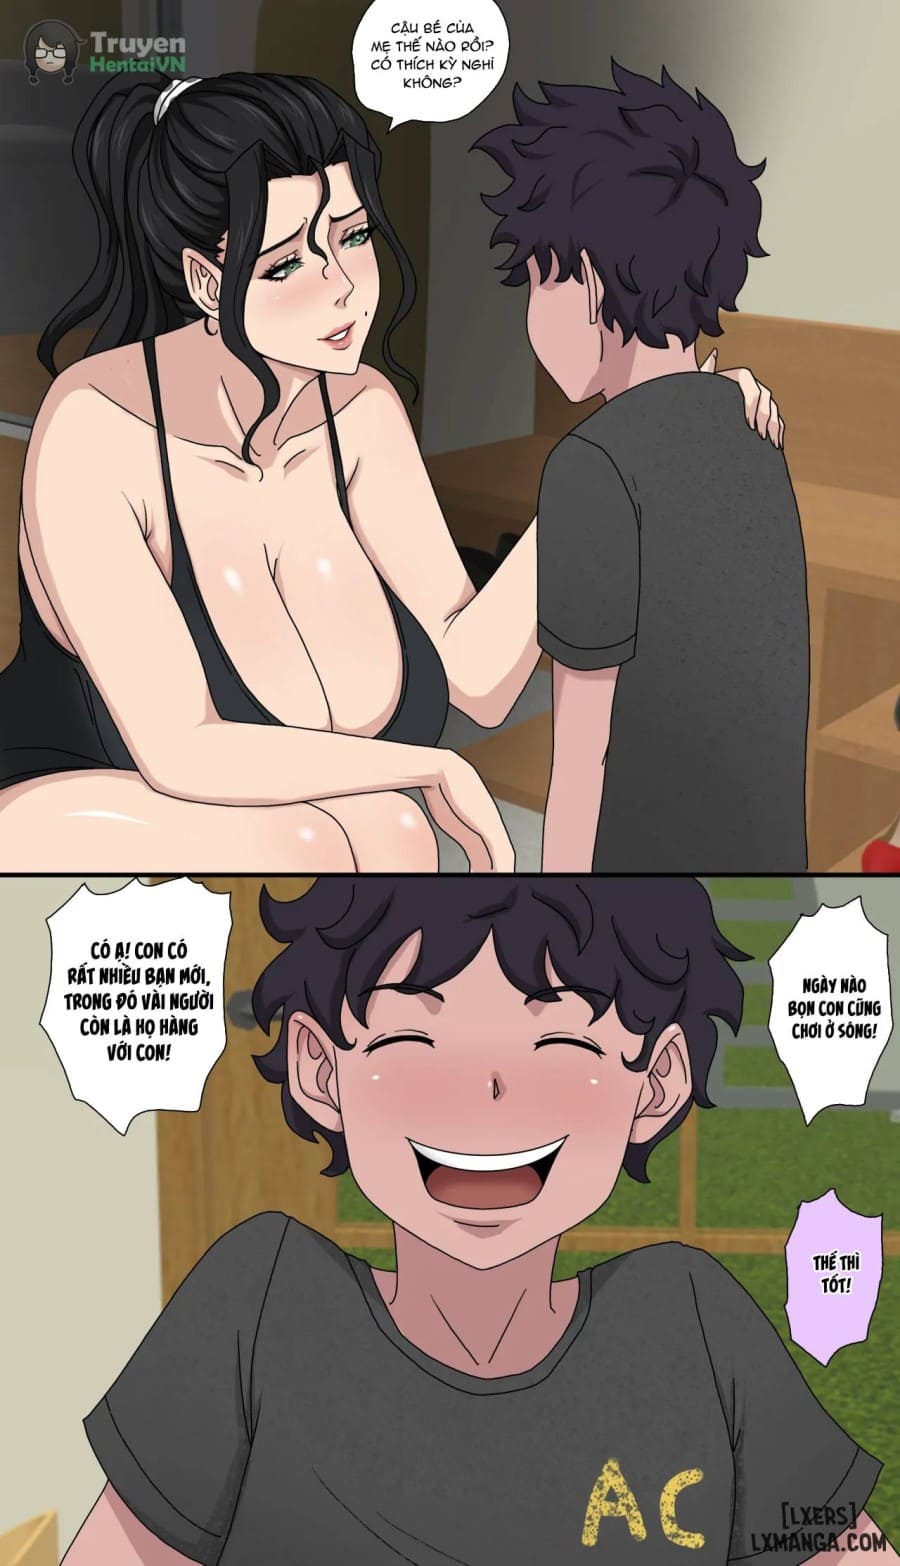 Truyen
HentaiVN
CẬU BÉ CỦA
MẸ THẾ NÀO RỒI?
CÓ THÍCH KỲ NGHỈ
KHÔNG?
CÓ Ạ! CON CÓ
RẤT NHIỀU BẠN MỚI,
TRONG ĐÓ VÀI NGƯỜI
CÒN LÀ HỌ HÀNG
VỚI CON!
NGÀY NÀO
BỌN CON CŨNG
CHƠI Ở SÔNG!
THẾ THÌ
TỐT!
AC
[LXERS]
LXMANGA.COM